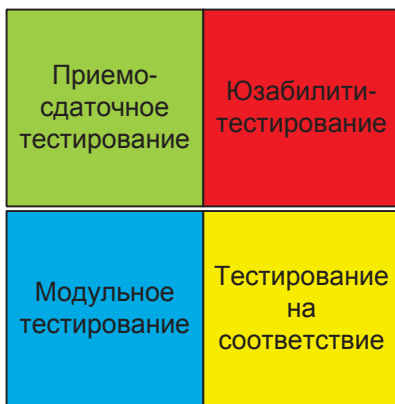 Приемо-
сдаточное
тестирование
Юзабилити-
тестирование
Модульное
тестирование
Тестирование
на
соответствие